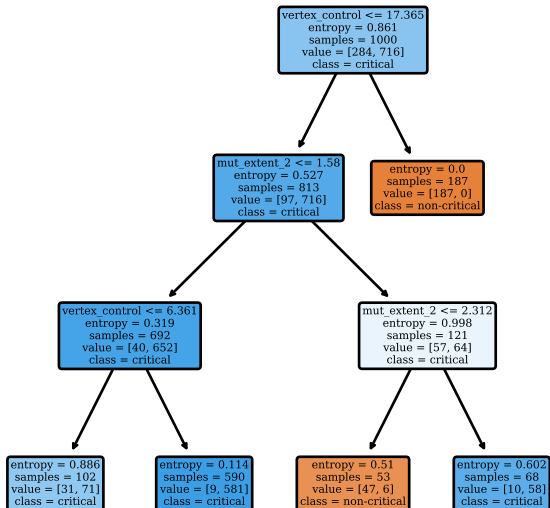 vertex_control <= 17.365
entropy = 0.861
samples = 1000
value = [284, 716]
class = critical
mut_extent_2 <= 1.58
entropy = 0.527
samples = 813
value = [97, 716]
class = critical
entropy = 0.0
samples = 187
value = [187, 0]
class = non-critical
vertex_control <= 6.361
entropy = 0.319
samples = 692
value = [40, 652]
class = critical
mut_extent_2 <= 2.312
entropy = 0.998
samples = 121
value = [57, 64]
class = critical
entropy = 0.886
samples = 102
value = [31, 71]
class = critical
entropy = 0.114
samples = 590
value = [9, 581]
class = critical
entropy = 0.51
samples = 53
value = [47, 6]
class = non-critical
entropy = 0.602
samples = 68
value = [10, 58]
class = critical